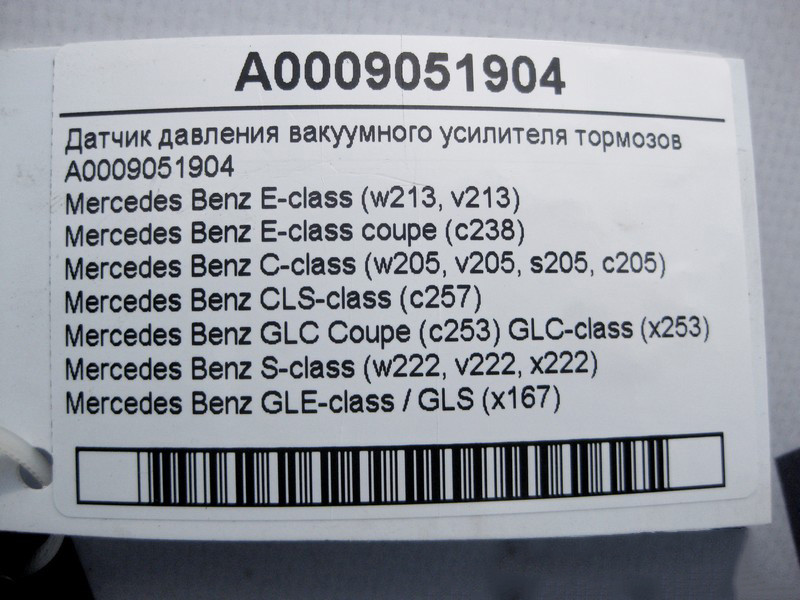 A0009051904
Датчик давления вакуумного усилителя тормозов
A0009051904
Mercedes Benz E-class (w213, v213)
Mercedes Benz E-class coupe (c238)
Mercedes Benz C-class (w205, v205, s205, c205)
Mercedes Benz CLS-class (c257)
Mercedes Benz GLC Coupe (c253) GLC-class (x253)
Mercedes Benz S-class (w222, v222, x222)
Mercedes Benz GLE-class / GLS (x167)